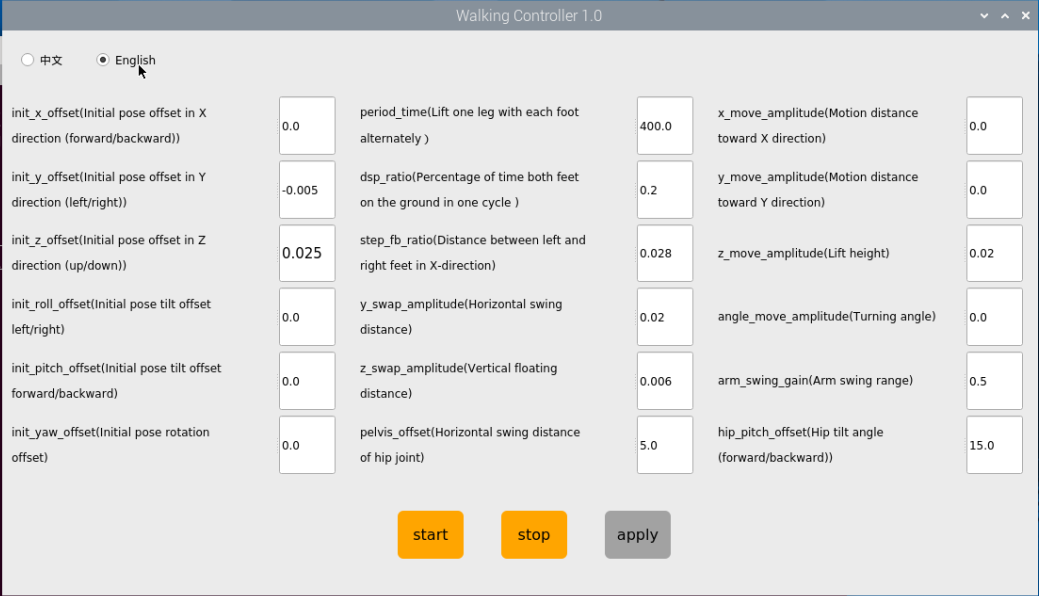 Walking Controller 1.0
中文 English
init_x_offset(Initial pose offset in X
direction (forward/backward))
0.0
period_time(Lift one leg with each foot
alternately )
400.0
x_move_amplitude(Motion distance
toward X direction)
0.0
init_y_offset(Initial pose offset in Y
direction (left/right))
-0.005
dsp_ratio(Percentage of time both feet
on the ground in one cycle )
0.2
y_move_amplitude(Motion distance
toward Y direction)
0.0
init_z_offset(Initial pose offset in Z
direction (up/down))
0.025
step_fb_ratio(Distance between left and
right feet in X-direction)
0.028
z_move_amplitude(Lift height)
0.02
init_roll_offset(Initial pose tilt offset
left/right)
0.0
y_swap_amplitude(Horizontal swing
distance)
0.02
angle_move_amplitude(Turning angle)
0.0
init_pitch_offset(Initial pose tilt offset
forward/backward)
0.0
z_swap_amplitude(Vertical floating
distance)
0.006
arm_swing_gain(Arm swing range)
0.5
init_yaw_offset(Initial pose rotation
offset)
0.0
pelvis_offset(Horizontal swing distance
of hip joint)
5.0
hip_pitch_offset(Hip tilt angle
(forward/backward))
15.0
start stop apply